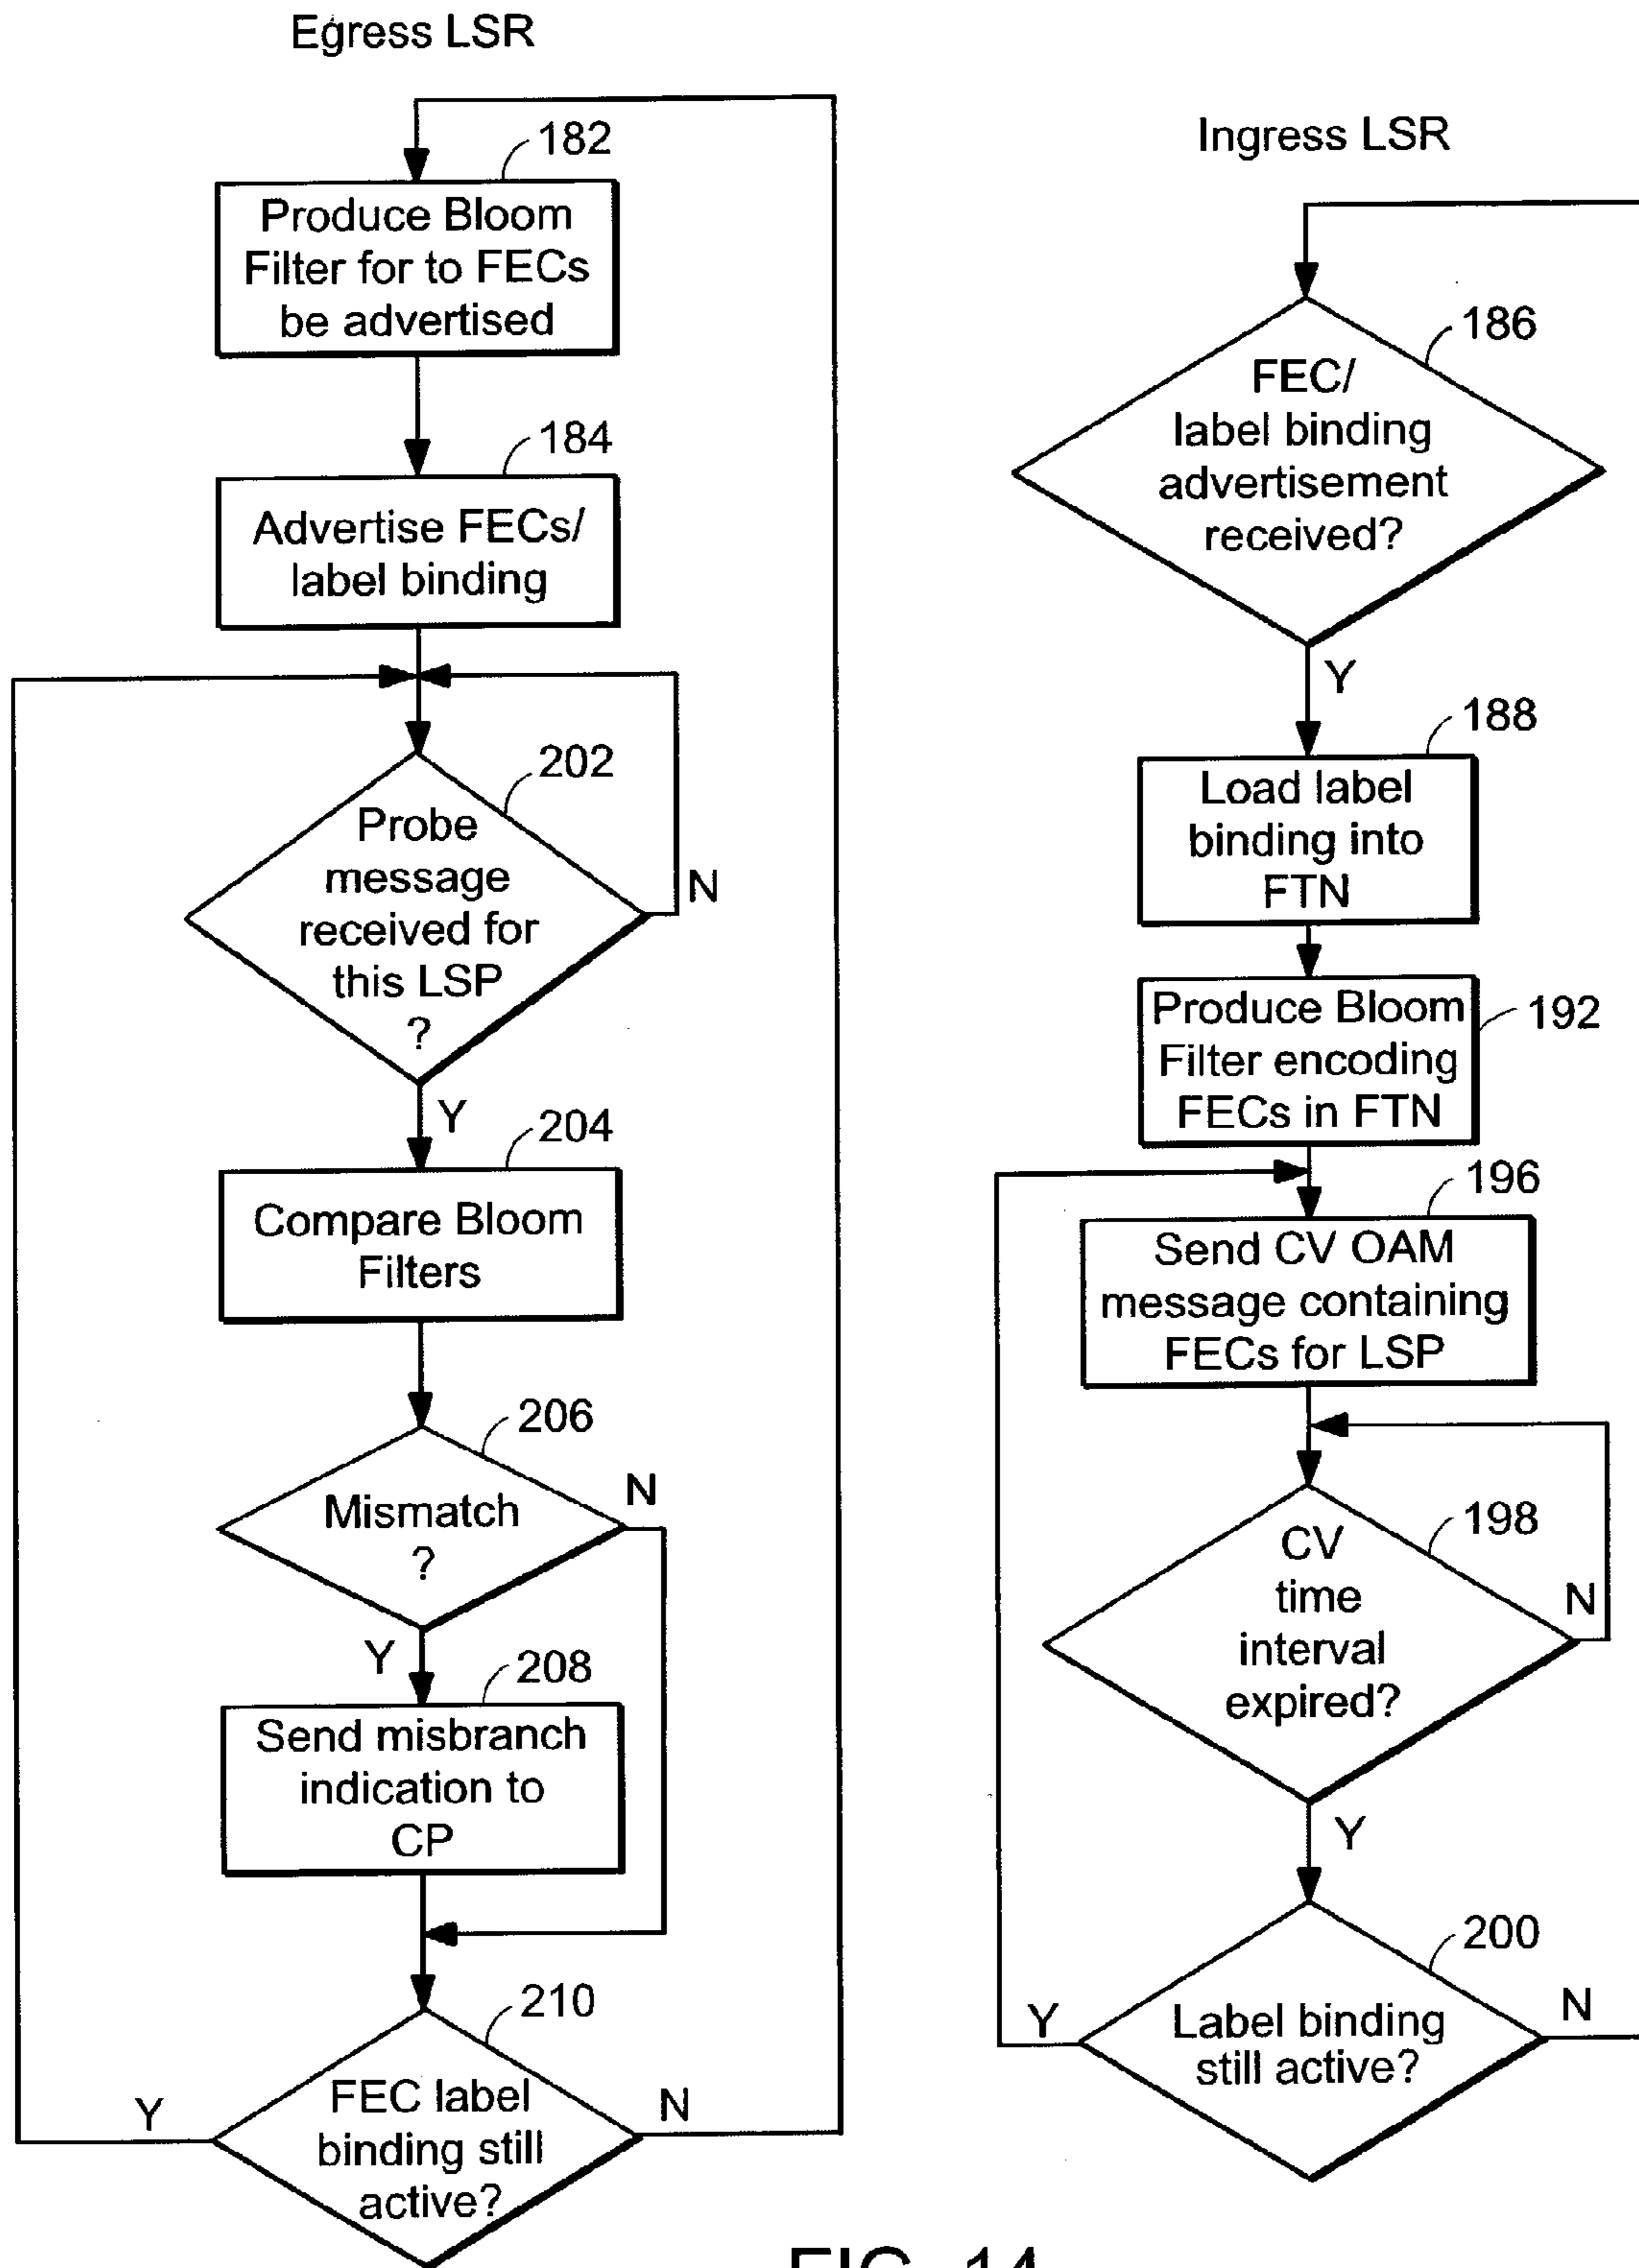 Egress LSR
182
Produce Bloom
Filter for to FECs
be advertised
184
Advertise FECs/
label binding
202
Probe
message
received for
this LSP
?
N
Y
204
Compare Bloom
Filters
206
Mismatch
?
N
Y
208
Send misbranch
indication to
CP
210
FEC label
binding still
active?
Y
N
Ingress LSR
186
FEC/
label binding
advertisement
received?
Y
188
Load label
binding into
FTN
192
Produce Bloom
Filter encoding
FECs in FTN
196
Send CV OAM
message containing
FECs for LSP
198
CV
time
interval
expired?
N
Y
200
Label binding
still active?
Y
N
FIG. 14